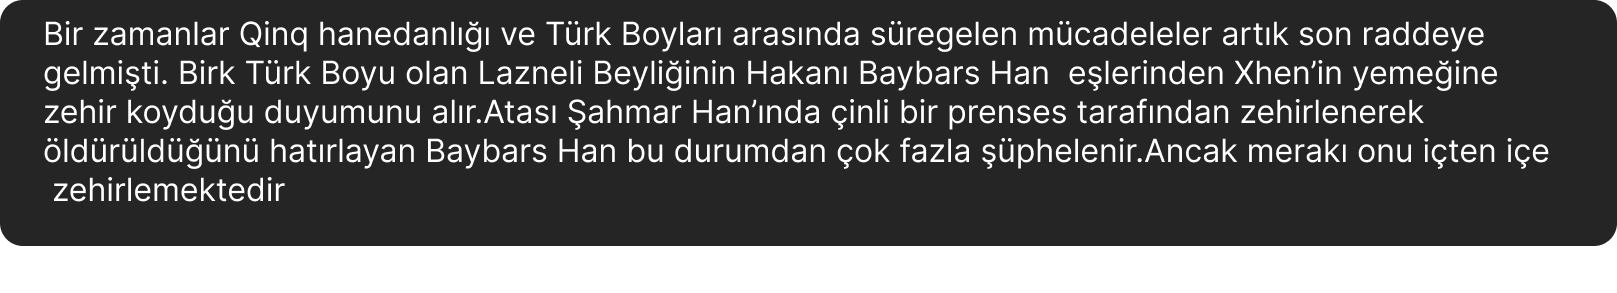 Bir zamanlar Qinq hanedanlığı ve Türk Boyları arasında süregelen mücadeleler artık son raddeye
gelmişti. Birk Türk Boyu olan Lazneli Beyliğinin Hakanı Baybars Han  eşlerinden Xhen’in yemeğine
zehir koyduğu duyumunu alır.Atası Şahmar Han’ında çinli bir prenses tarafından zehirlenerek
öldürüldüğünü hatırlayan Baybars Han bu durumdan çok fazla şüphelenir.Ancak merakı onu içten içe
zehirlemektedir